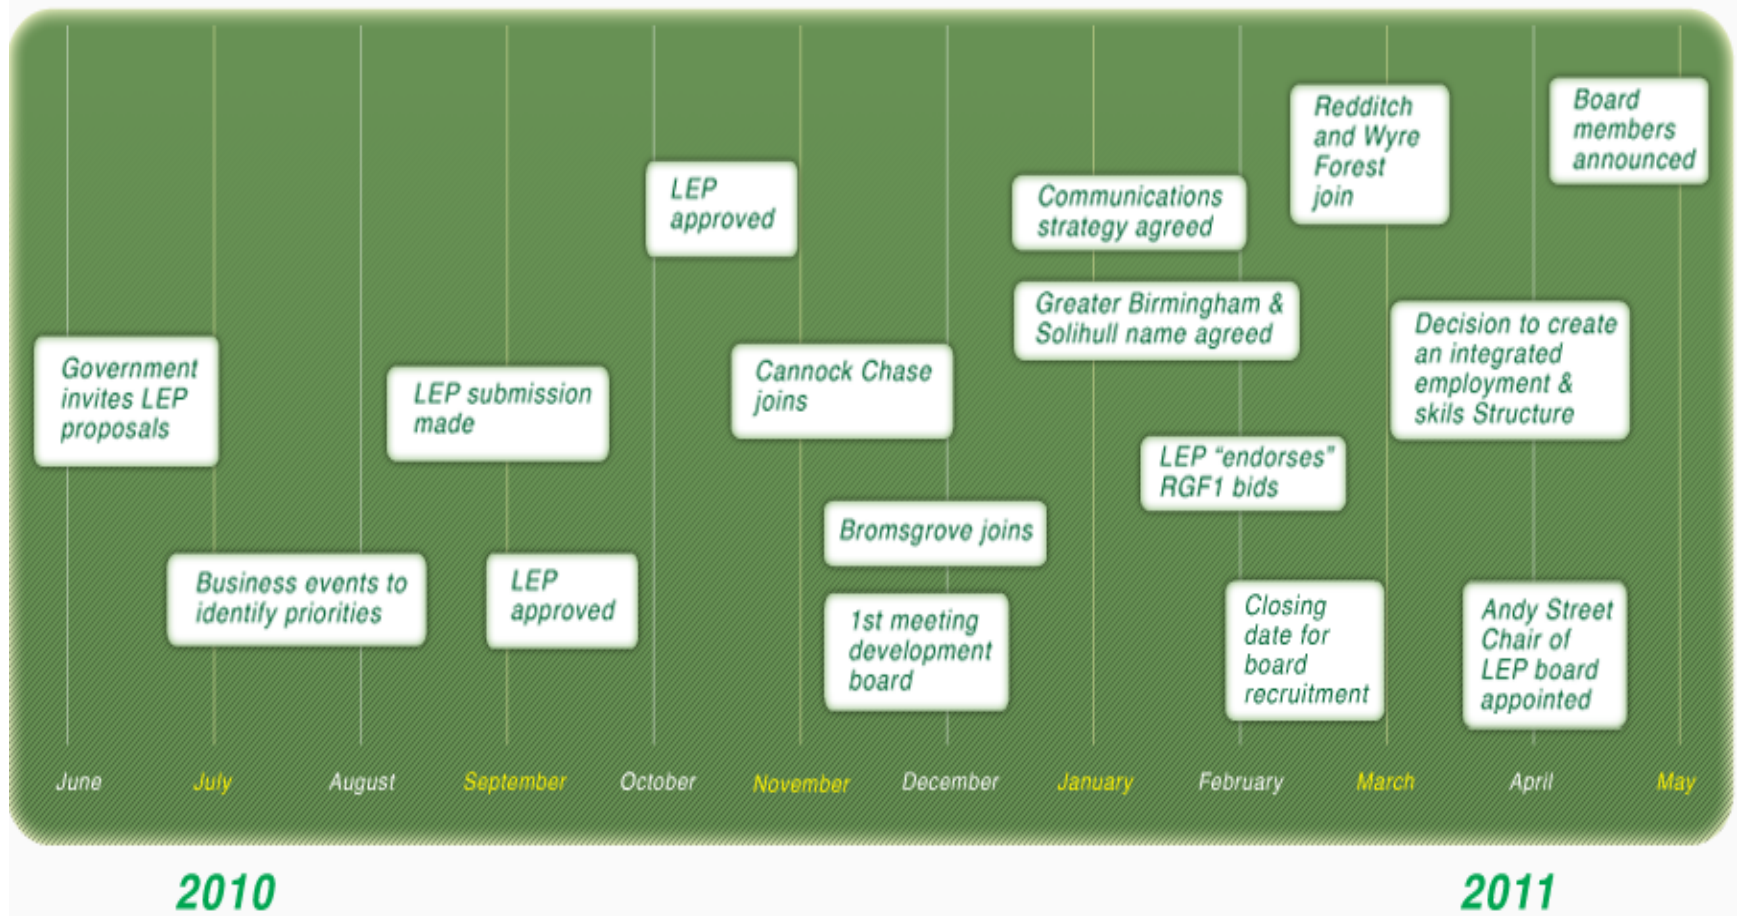 Government
invites LEP
proposals
Business events to
identify priorities
LEP submission
made
LEP
approved
LEP
approved
Cannock Chase
joins
Bromsgrove joins
1st meeting
development
board
Communications
strategy agreed
Greater Birmingham &
Solihull name agreed
LEP “endorses”
RGF1 bids
Closing
date for
board
recruitment
Redditch
and Wyre
Forest
join
Decision to create
an integrated
employment &
skils Structure
Andy Street
Chair of
LEP board
appointed
Board
members
announced
June July August September October November December January February March April May
2010 2011